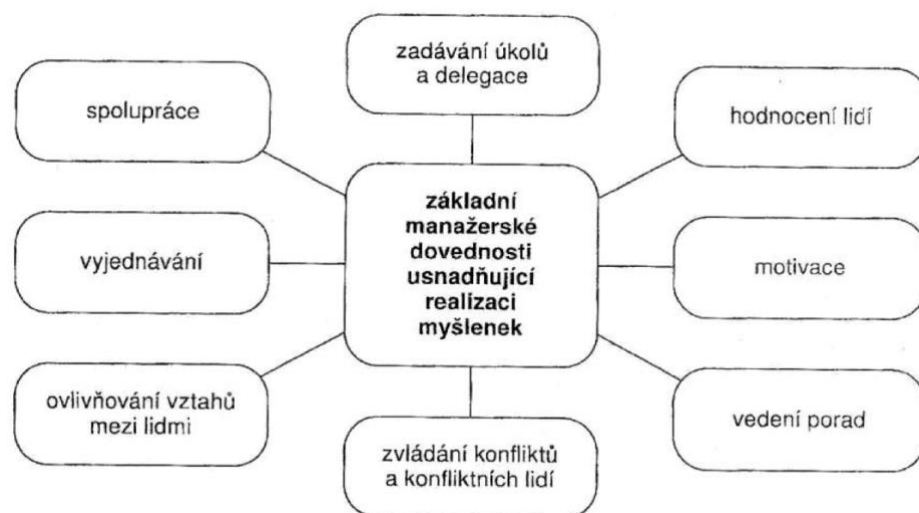 zadávání úkolů
a delegace
spolupráce
hodnocení lidí
základní
manažerské
dovednosti
usnadňující
realizaci
myšlenek
vyjednávání
motivace
ovlivňování vztahů
mezi lidmi
vedení porad
zvládání konfliktů
a konfliktních lidí